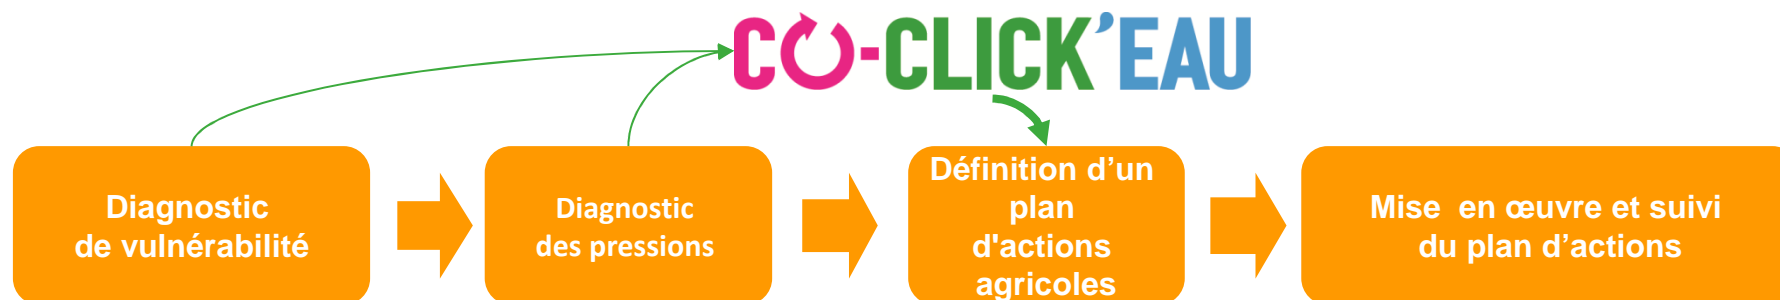 CO-CLICK’EAU
Diagnostic
de vulnérabilité
Diagnostic
des pressions
Définition d’un
plan
d'actions
agricoles
Mise en œuvre et suivi
du plan d’actions